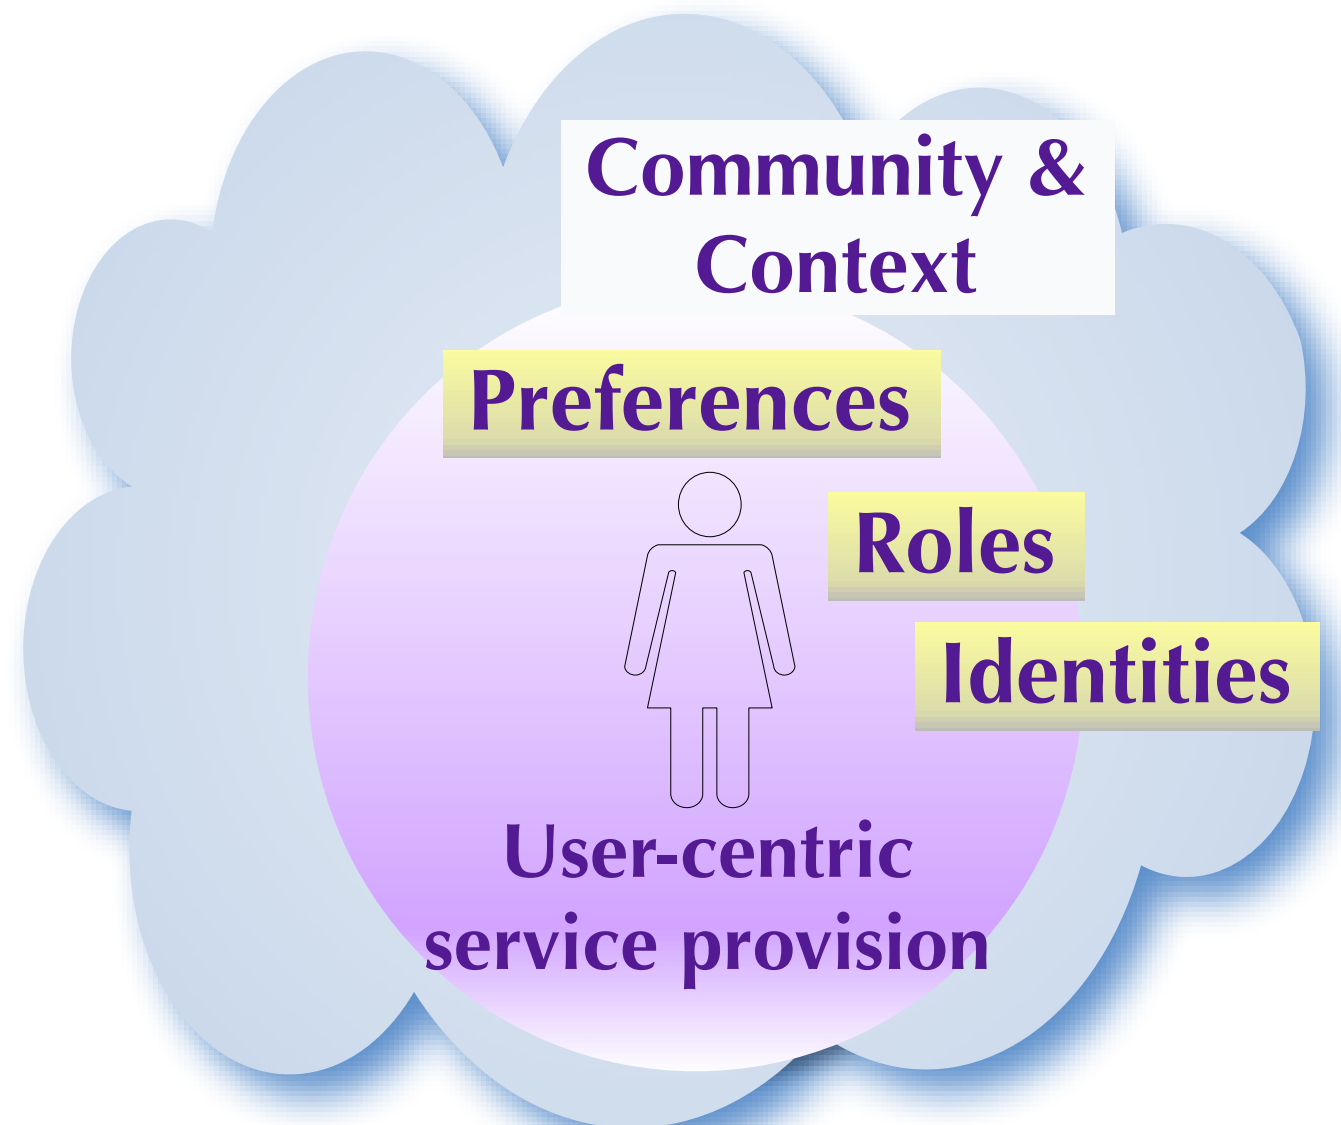 Community &
Context
Preferences
Roles
Identities
User-centric
service provision